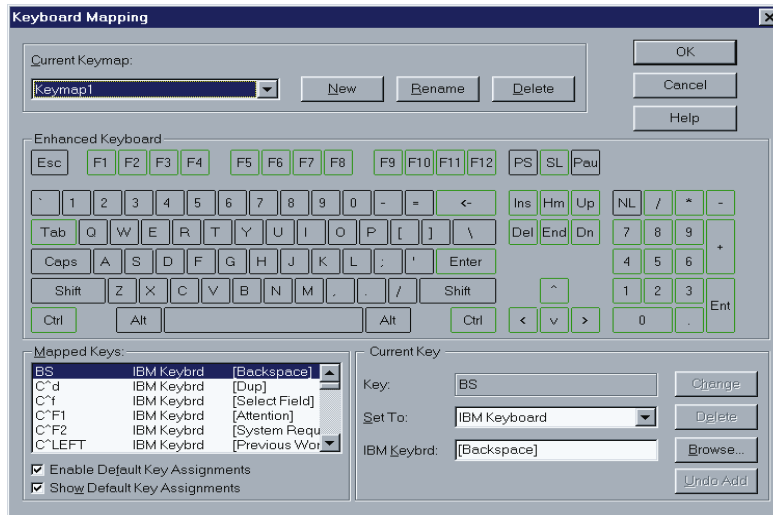 Keyboard Mapping
Current Keymap:
Keymap1 New Rename Delete
OK
Cancel
Help
Enhanced Keyboard
Esc F1 F2 F3 F4 F5 F6 F7 F8 F9 F10 F11 F12 PS SL Pau
` 1 2 3 4 5 6 7 8 9 0 - = <- Ins Hm Up NL / * -
Tab Q W E R T Y U I O P [ ] \ Del End Dn 7 8 9 +
Caps A S D F G H J K L ; ' Enter 4 5 6
Shift Z X C V B N M , . / Shift ^ 1 2 3 Ent
Ctrl Alt Alt Ctrl < v > 0 .
Mapped Keys:
BS IBM Keybrd [Backspace]
C^d IBM Keybrd [Dup]
C^f IBM Keybrd [Select Field]
C^F1 IBM Keybrd [Attention]
C^F2 IBM Keybrd [System Requ
C^LEFT IBM Keybrd [Previous Wor
Enable Default Key Assignments
Show Default Key Assignments
Current Key
Key: BS Change
Set To: IBM Keyboard Delete
IBM Keybrd: [Backspace] Browse...
Undo Add